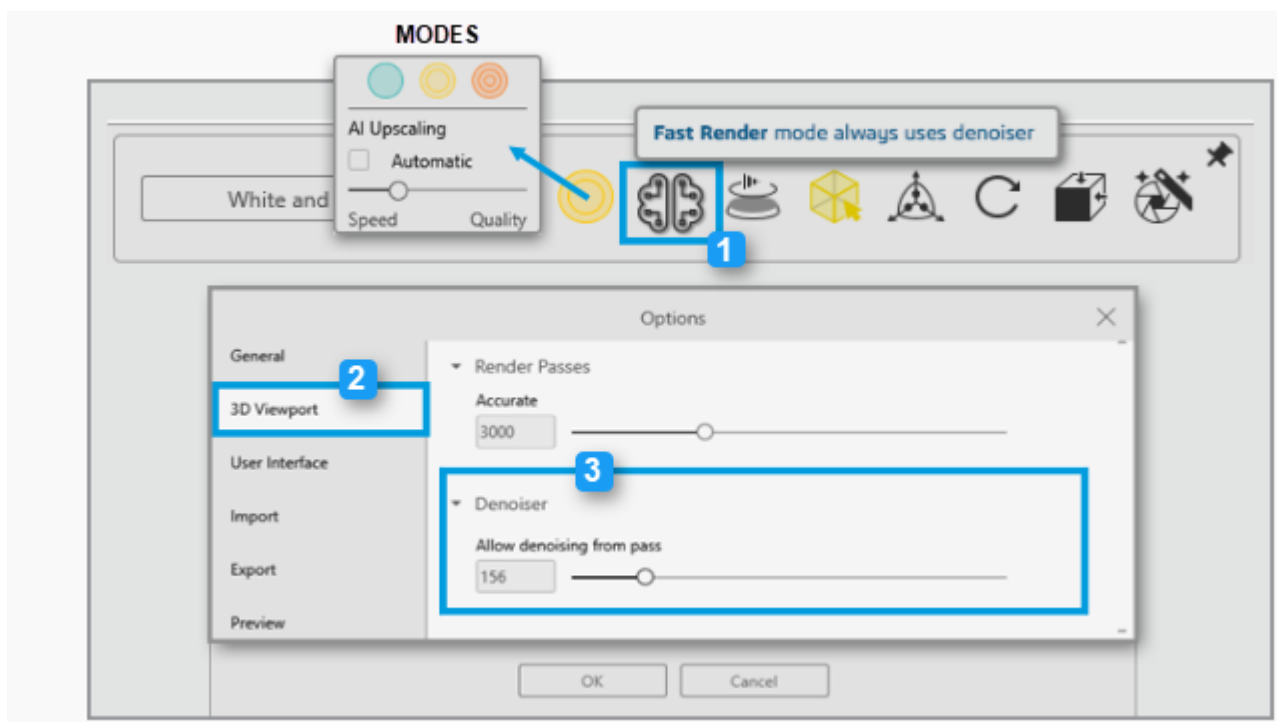 MODES
AI Upscaling
Automatic
Speed Quality
Fast Render mode always uses denoiser
White and
1
Options
General
2
3D Viewport
User Interface
Import
Export
Preview
Render Passes
Accurate
3000
3
Denoiser
Allow denoising from pass
156
OK Cancel